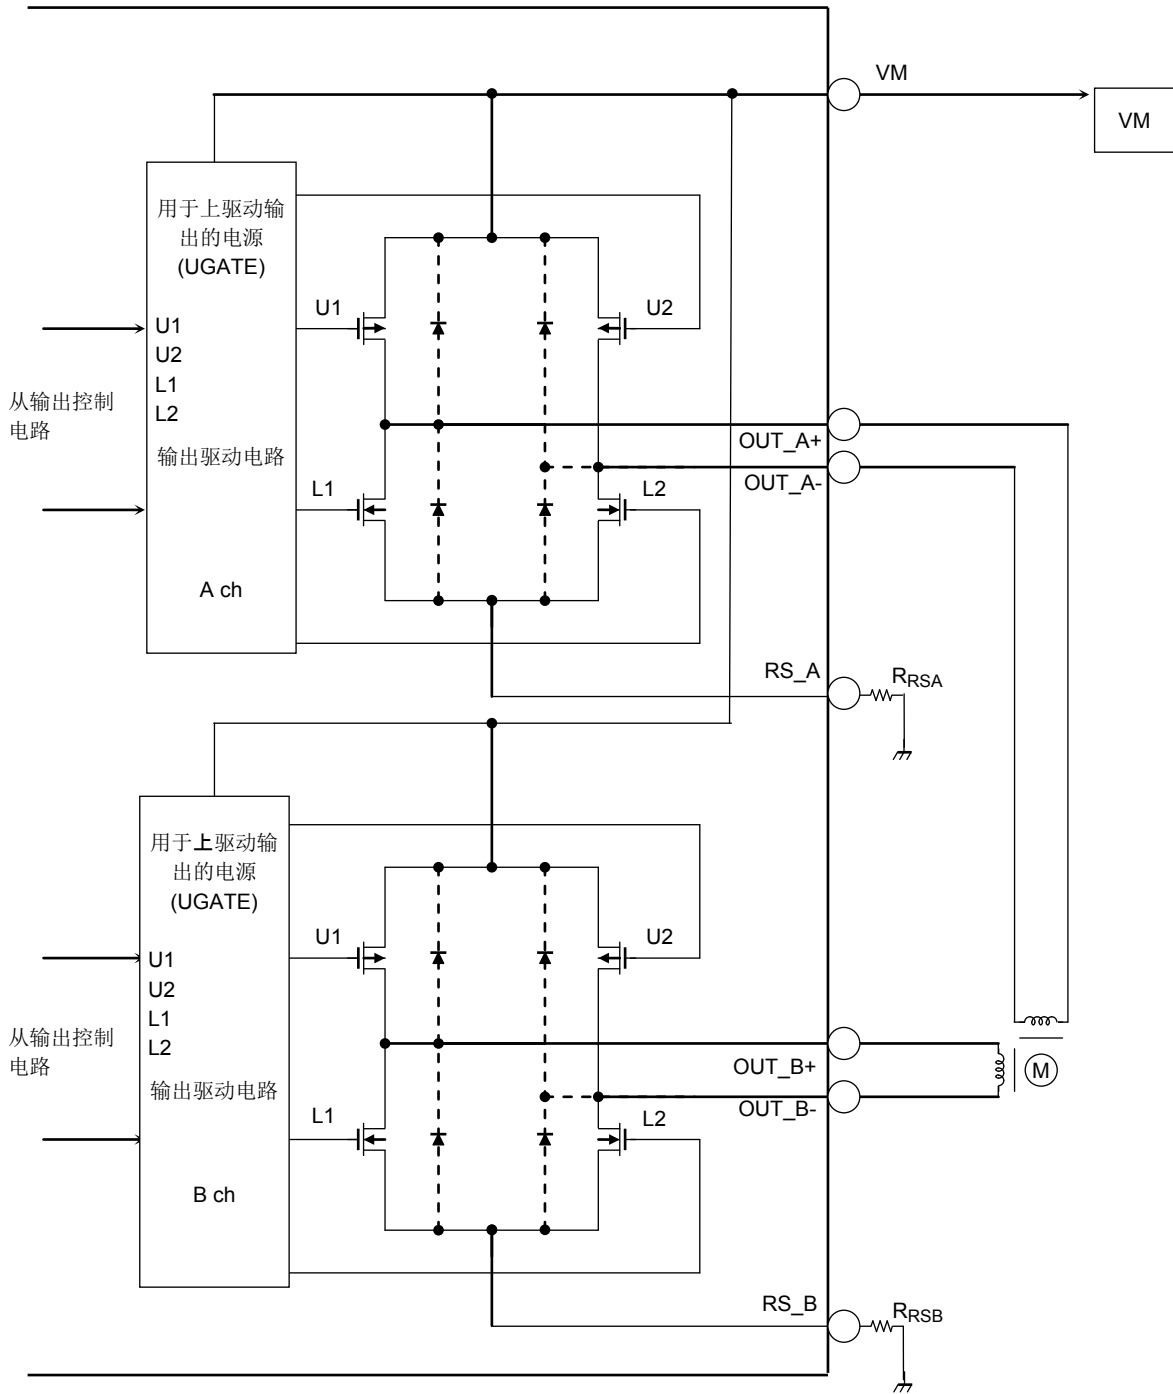 VM
VM
用于上驱动输
出的电源
(UGATE)
U1
U2
U1
U2
L1
L2
从输出控制
电路
输出驱动电路
OUT_A+
OUT_A-
L1
L2
A ch
RS_A
RRSA
用于上驱动输
出的电源
(UGATE)
U1
U2
U1
U2
L1
L2
从输出控制
电路
输出驱动电路
OUT_B+
M
OUT_B-
L1
L2
B ch
RS_B
RRSB